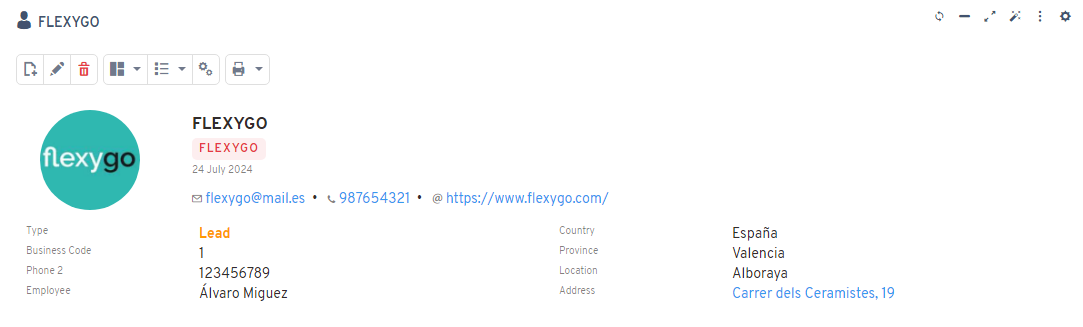 FLEXYGO
flexygo
FLEXYGO
FLEXYGO
24 July 2024
flexygo@mail.es • 987654321 • @ https://www.flexygo.com/
Type Lead Country España
Business Code 1 Province Valencia
Phone 2 123456789 Location Alboraya
Employee Álvaro Miguez Address Carrer dels Ceramistes, 19